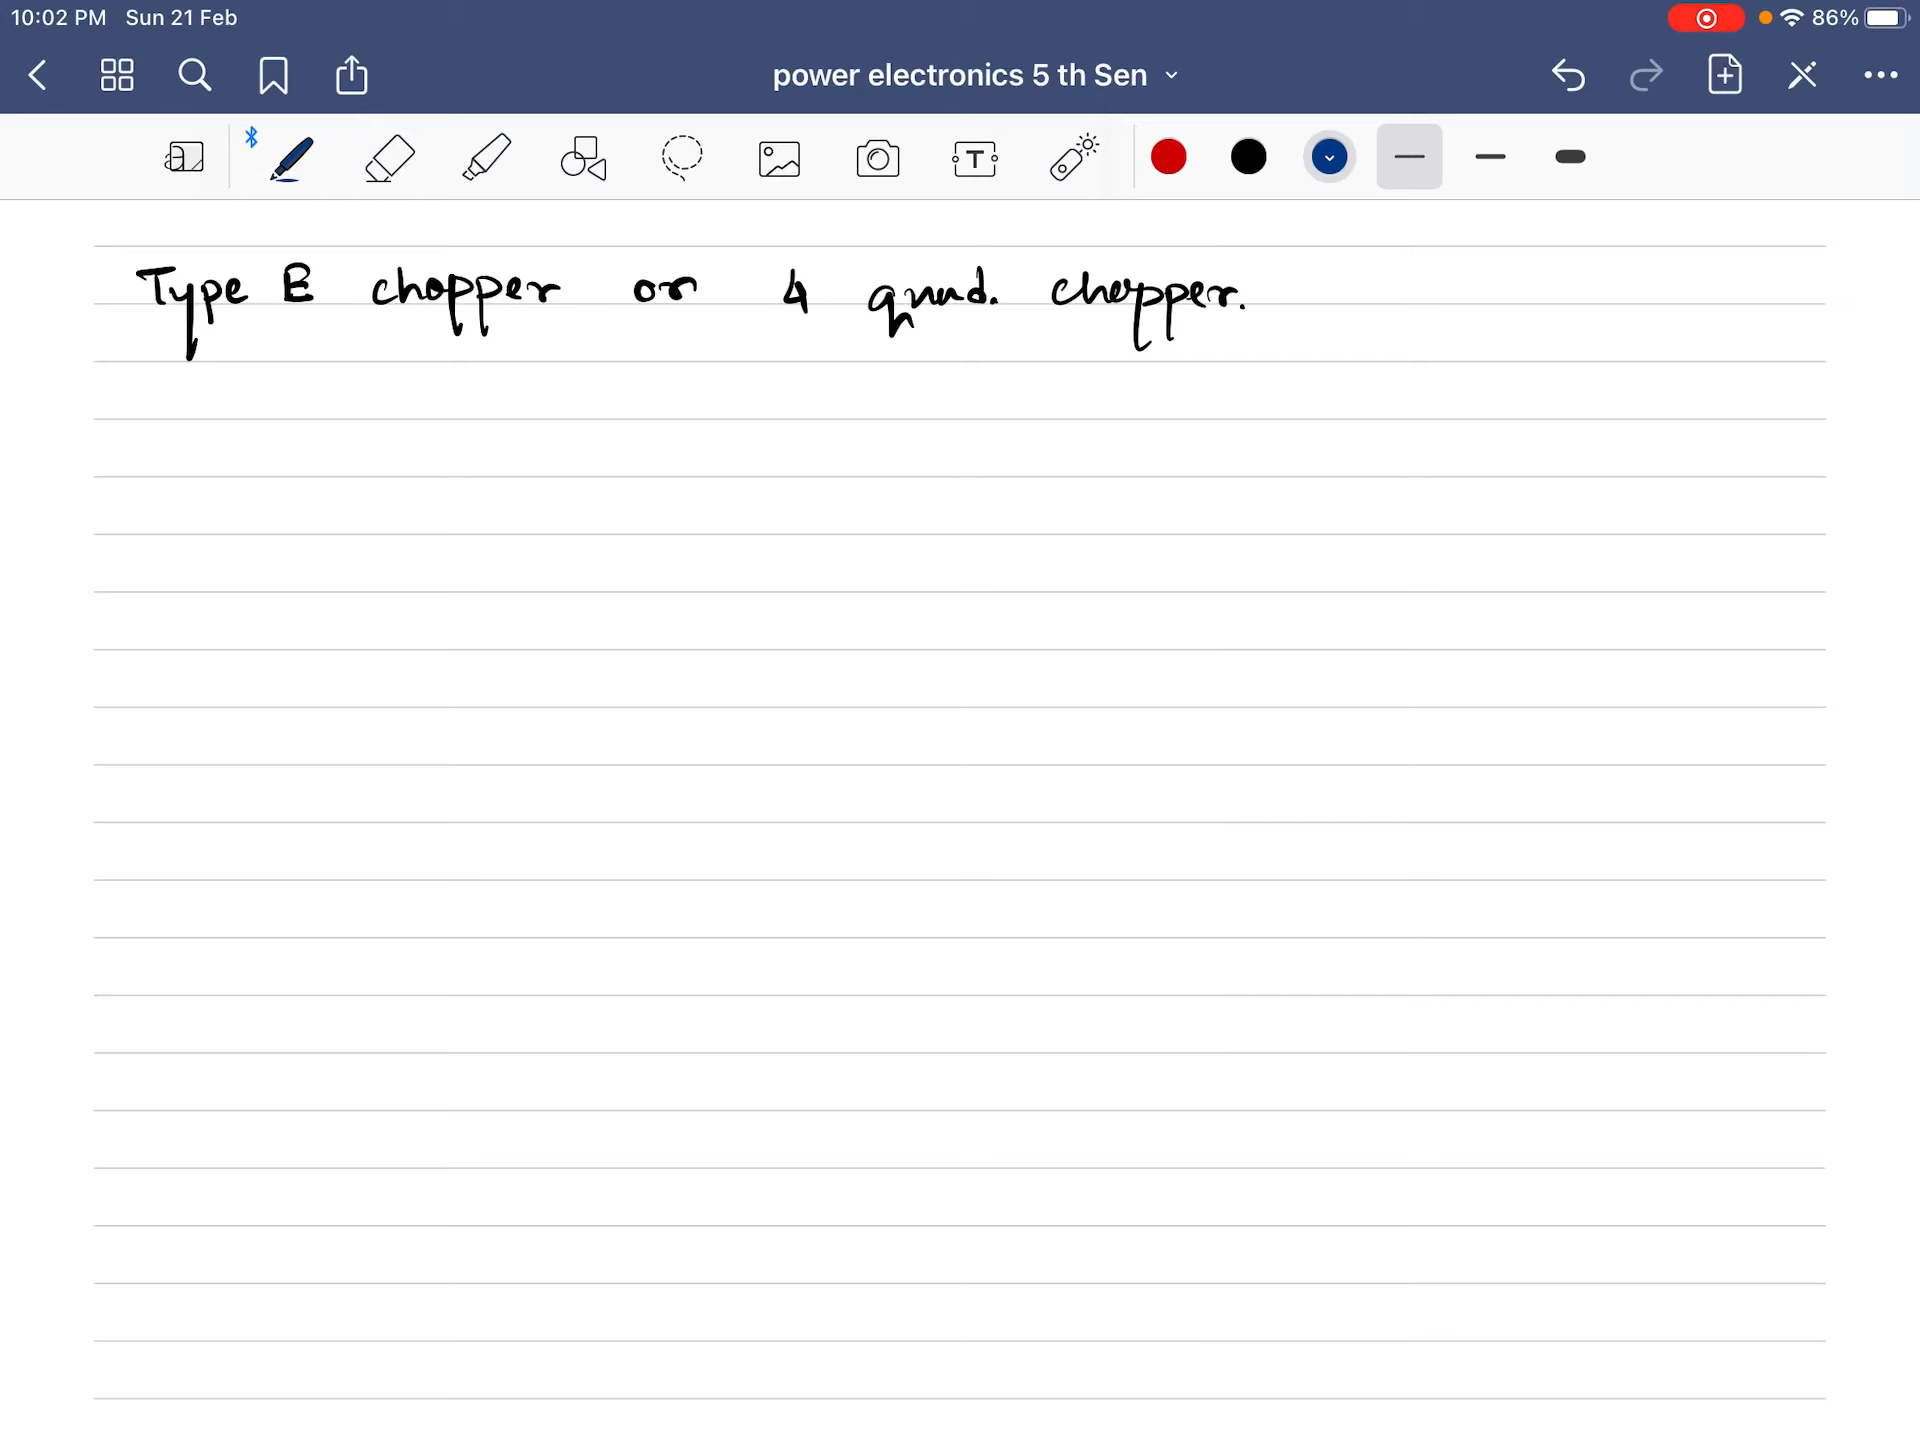 10:02 PM Sun 21 Feb 86%
power electronics 5 th Sen
T
Type E chopper or 4 quad. chopper.